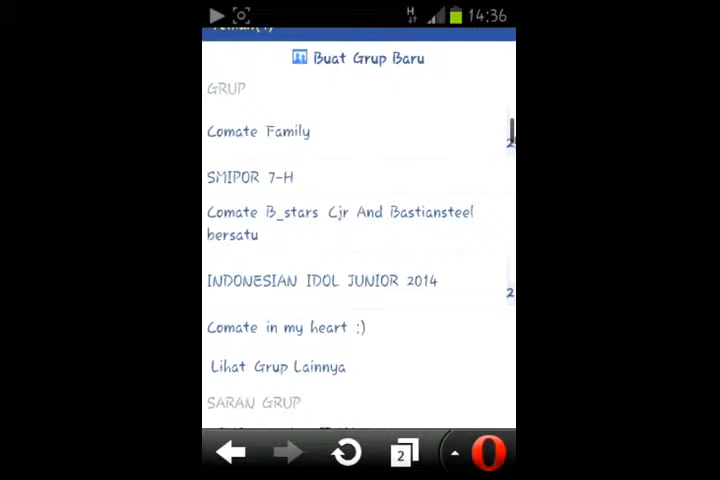 H 14:36
Buat Grup Baru
GRUP
Comate Family
SMIPOR 7-H
Comate B_stars Cjr And Bastiansteel
bersatu
INDONESIAN IDOL JUNIOR 2014
2
Comate in my heart :)
Lihat Grup Lainnya
SARAN GRUP
2